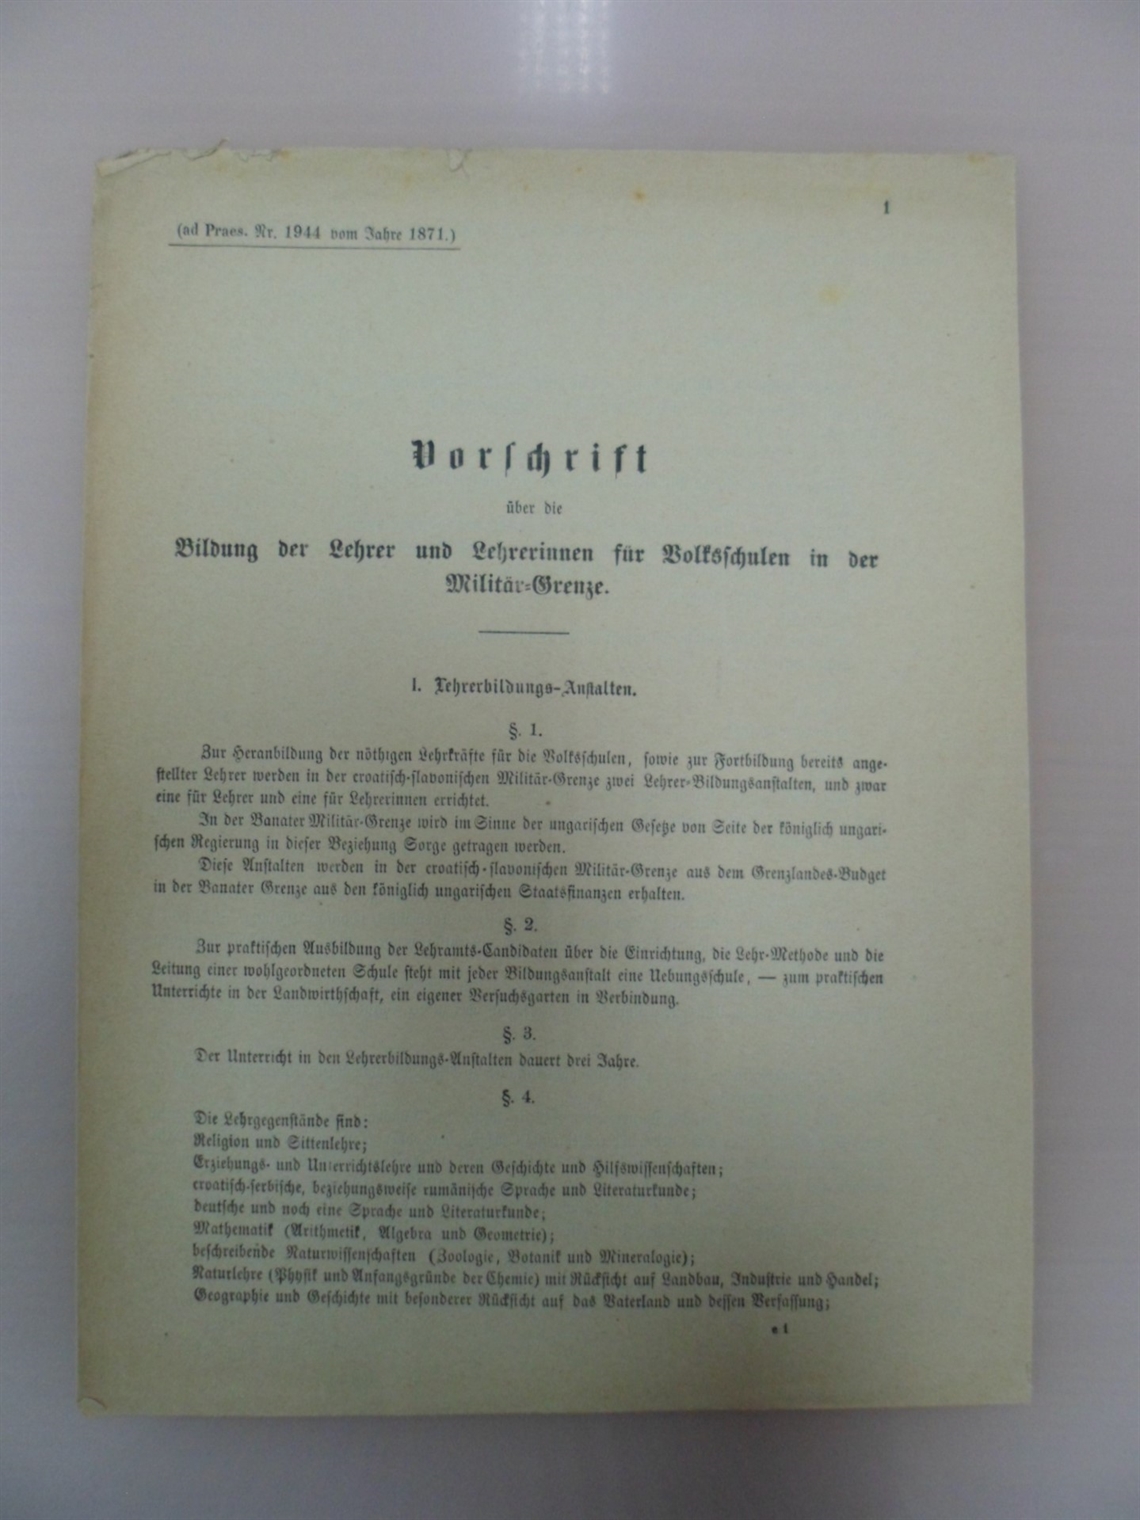 1
(ad Praes. Nr. 1944 vom Jahre 1871.)
Vorschrift
über die
Bildung der Lehrer und Lehrerinnen für Volksschulen in der
Militär-Grenze.
I. Lehrerbildungs-Anstalten.
§. 1.
Zur Heranbildung der nöthigen Lehrkräfte für die Volksschulen, sowie zur Fortbildung bereits ange-
stellter Lehrer werden in der croatisch-slavonischen Militär-Grenze zwei Lehrer-Bildungsanstalten, und zwar
eine für Lehrer und eine für Lehrerinnen errichtet.
In der Banater Militär-Grenze wird im Sinne der ungarischen Gesetze von Seite der königlich ungari-
schen Regierung in dieser Beziehung Sorge getragen werden.
Diese Anstalten werden in der croatisch-slavonischen Militär-Grenze aus dem Grenzlandes-Budget
in der Banater Grenze aus den königlich ungarischen Staatsfinanzen erhalten.
§. 2.
Zur praktischen Ausbildung der Lehramts-Candidaten über die Einrichtung, die Lehr-Methode und die
Leitung einer wohlgeordneten Schule steht mit jeder Bildungsanstalt eine Uebungsschule, — zum praktischen
Unterrichte in der Landwirthschaft, ein eigener Versuchsgarten in Verbindung.
§. 3.
Der Unterricht in den Lehrerbildungs-Anstalten dauert drei Jahre.
§. 4.
Die Lehrgegenstände sind:
Religion und Sittenlehre;
Erziehungs- und Unterrichtslehre und deren Geschichte und Hilfswissenschaften;
croatisch-serbische, beziehungsweise rumänische Sprache und Literaturkunde;
deutsche und noch eine Sprache und Literaturkunde;
Mathematik (Arithmetik, Algebra und Geometrie);
beschreibende Naturwissenschaften (Zoologie, Botanik und Mineralogie);
Naturlehre (Physik und Anfangsgründe der Chemie) mit Rücksicht auf Landbau, Industrie und Handel;
Geographie und Geschichte mit besonderer Rücksicht auf das Vaterland und dessen Verfassung;
1